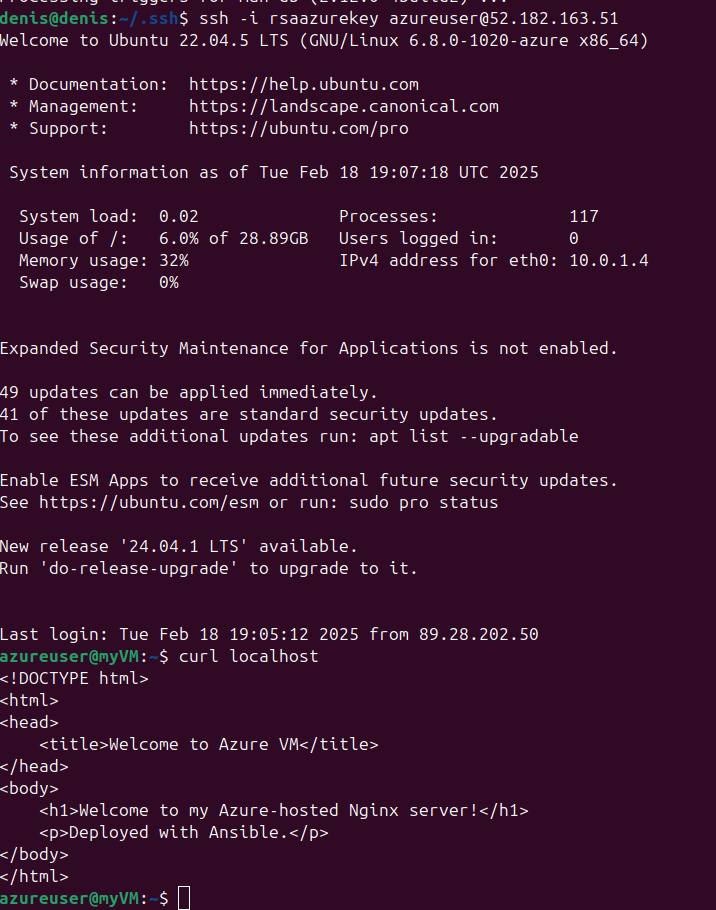 denis@denis:~/.ssh$ ssh -i rsaazurekey azureuser@52.182.163.51
Welcome to Ubuntu 22.04.5 LTS (GNU/Linux 6.8.0-1020-azure x86_64)
* Documentation:  https://help.ubuntu.com
* Management:     https://landscape.canonical.com
* Support:        https://ubuntu.com/pro
System information as of Tue Feb 18 19:07:18 UTC 2025
System load:  0.02              Processes:             117
Usage of /:   6.0% of 28.89GB   Users logged in:       0
Memory usage: 32%               IPv4 address for eth0: 10.0.1.4
Swap usage:   0%
Expanded Security Maintenance for Applications is not enabled.
49 updates can be applied immediately.
41 of these updates are standard security updates.
To see these additional updates run: apt list --upgradable
Enable ESM Apps to receive additional future security updates.
See https://ubuntu.com/esm or run: sudo pro status
New release '24.04.1 LTS' available.
Run 'do-release-upgrade' to upgrade to it.
Last login: Tue Feb 18 19:05:12 2025 from 89.28.202.50
azureuser@myVM:~$ curl localhost
<!DOCTYPE html>
<html>
<head>
    <title>Welcome to Azure VM</title>
</head>
<body>
    <h1>Welcome to my Azure-hosted Nginx server!</h1>
    <p>Deployed with Ansible.</p>
</body>
</html>
azureuser@myVM:~$